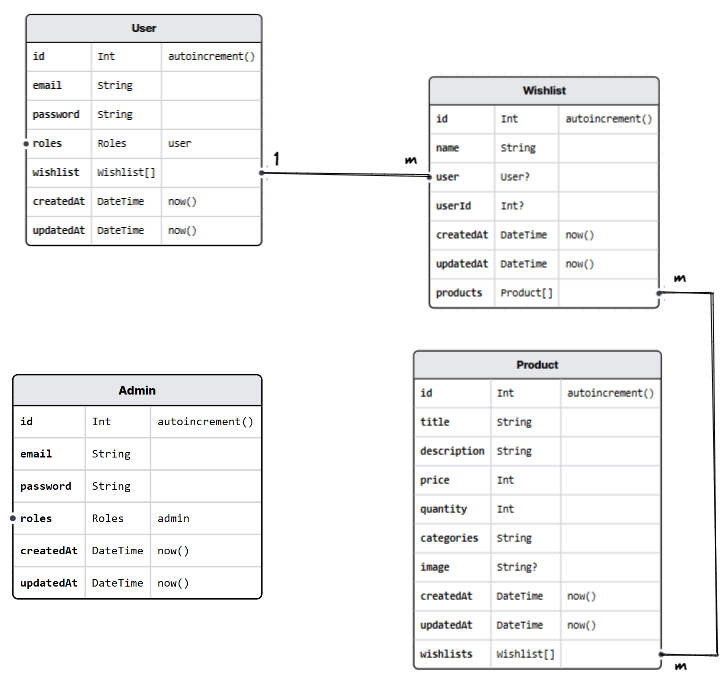 User
id Int autoincrement()
email String
password String
roles Roles user
wishlist Wishlist[]
createdAt DateTime now()
updatedAt DateTime now()
1 m
Wishlist
id Int autoincrement()
name String
user User?
userId Int?
createdAt DateTime now()
updatedAt DateTime now()
products Product[]
m
Admin
id Int autoincrement()
email String
password String
roles Roles admin
createdAt DateTime now()
updatedAt DateTime now()
Product
id Int autoincrement()
title String
description String
price Int
quantity Int
categories String
image String?
createdAt DateTime now()
updatedAt DateTime now()
wishlists Wishlist[]
m